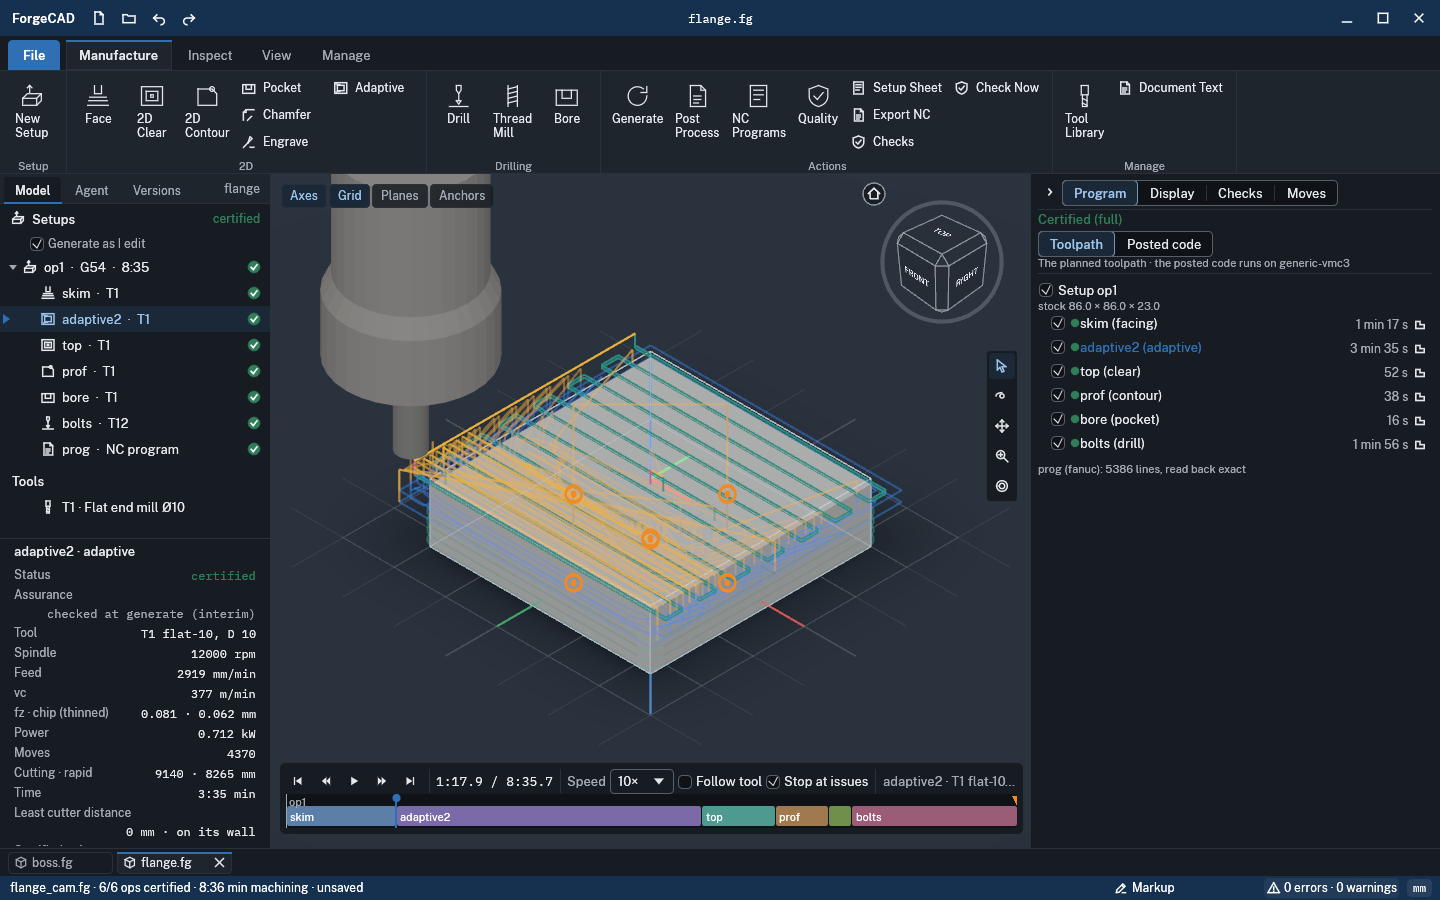 ForgeCAD
flange.fg
File
Manufacture
Inspect
View
Manage
New Setup
Face
2D Clear
2D Contour
Pocket
Chamfer
Engrave
Adaptive
Drill
Thread Mill
Bore
Generate
Post Process
NC Programs
Quality
Setup Sheet
Export NC
Checks
Check Now
Tool Library
Document Text
Setup
2D
Drilling
Actions
Manage
Model
Agent
Versions
flange
Setups
certified
Generate as I edit
op1 · G54 · 8:35
skim · T1
adaptive2 · T1
top · T1
prof · T1
bore · T1
bolts · T12
prog · NC program
Tools
T1 · Flat end mill Ø10
adaptive2 · adaptive
Status certified
Assurance
checked at generate (interim)
Tool T1 flat-10, D 10
Spindle 12000 rpm
Feed 2919 mm/min
vc 377 m/min
fz · chip (thinned) 0.081 · 0.062 mm
Power 0.712 kW
Moves 4370
Cutting · rapid 9140 · 8265 mm
Time 3:35 min
Least cutter distance
0 mm · on its wall
Axes
Grid
Planes
Anchors
TOP
FRONT
RIGHT
1:17.9 / 8:35.7
Speed
10×
Follow tool
Stop at issues
adaptive2 · T1 flat-10...
op1
skim
adaptive2
top
prof
bolts
Program
Display
Checks
Moves
Certified (full)
Toolpath
Posted code
The planned toolpath · the posted code runs on generic-vmc3
Setup op1
stock 86.0 × 86.0 × 23.0
skim (facing) 1 min 17 s
adaptive2 (adaptive) 3 min 35 s
top (clear) 52 s
prof (contour) 38 s
bore (pocket) 16 s
bolts (drill) 1 min 56 s
prog (fanuc): 5386 lines, read back exact
boss.fg
flange.fg
flange_cam.fg · 6/6 ops certified · 8:36 min machining · unsaved
Markup
0 errors · 0 warnings
mm